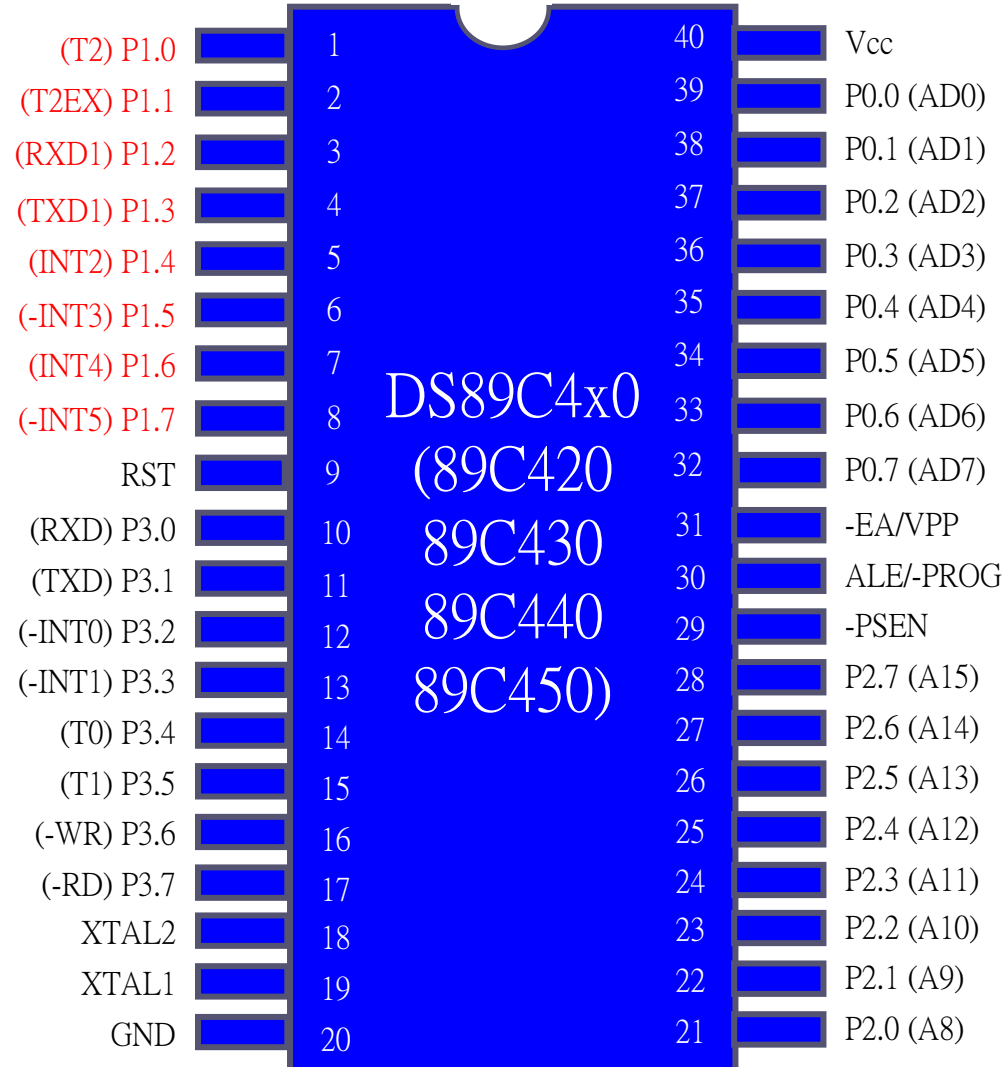 (T2) P1.0 1 40 Vcc
(T2EX) P1.1 2 39 P0.0 (AD0)
(RXD1) P1.2 3 38 P0.1 (AD1)
(TXD1) P1.3 4 37 P0.2 (AD2)
(INT2) P1.4 5 36 P0.3 (AD3)
(-INT3) P1.5 6 35 P0.4 (AD4)
(INT4) P1.6 7 34 P0.5 (AD5)
(-INT5) P1.7 8 33 P0.6 (AD6)
RST 9 32 P0.7 (AD7)
(RXD) P3.0 10 31 -EA/VPP
(TXD) P3.1 11 30 ALE/-PROG
(-INT0) P3.2 12 29 -PSEN
(-INT1) P3.3 13 28 P2.7 (A15)
(T0) P3.4 14 27 P2.6 (A14)
(T1) P3.5 15 26 P2.5 (A13)
(-WR) P3.6 16 25 P2.4 (A12)
(-RD) P3.7 17 24 P2.3 (A11)
XTAL2 18 23 P2.2 (A10)
XTAL1 19 22 P2.1 (A9)
GND 20 21 P2.0 (A8)
DS89C4x0
(89C420
89C430
89C440
89C450)